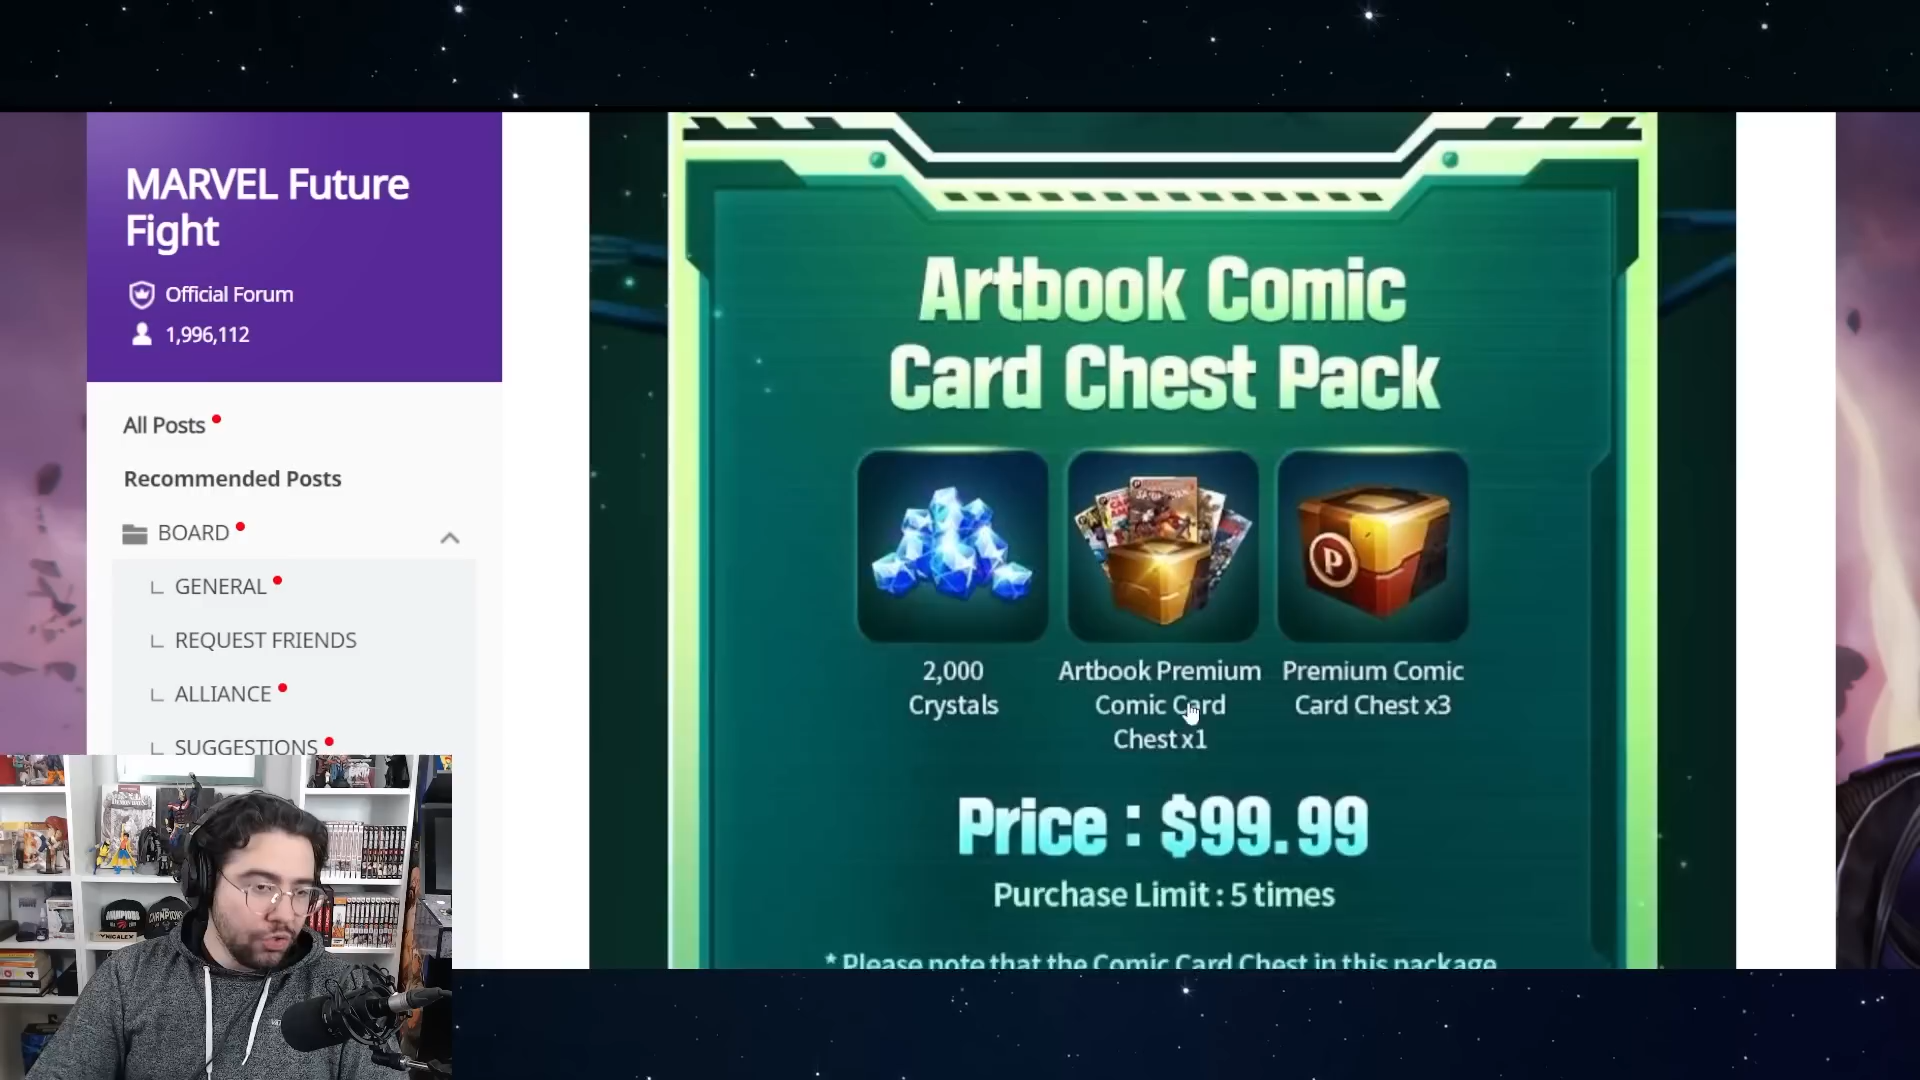 MARVEL Future
Fight
Official Forum
1,996,112
All Posts
Recommended Posts
BOARD
GENERAL
REQUEST FRIENDS
ALLIANCE
SUGGESTIONS
Artbook Comic
Card Chest Pack
2,000
Crystals
Artbook Premium
Comic Card
Chest x1
P
Premium Comic
Card Chest x3
Price : $99.99
Purchase Limit : 5 times
* Please note that the Comic Card Chest in this package